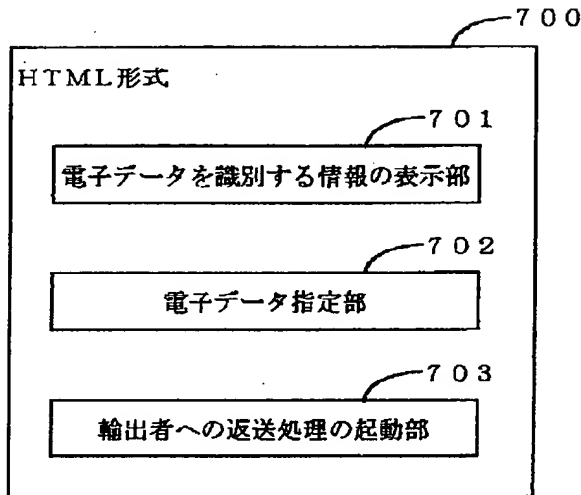 ７００
ＨＴＭＬ形式
７０１
電子データを識別する情報の表示部
７０２
電子データ指定部
７０３
輸出者への返送処理の起動部